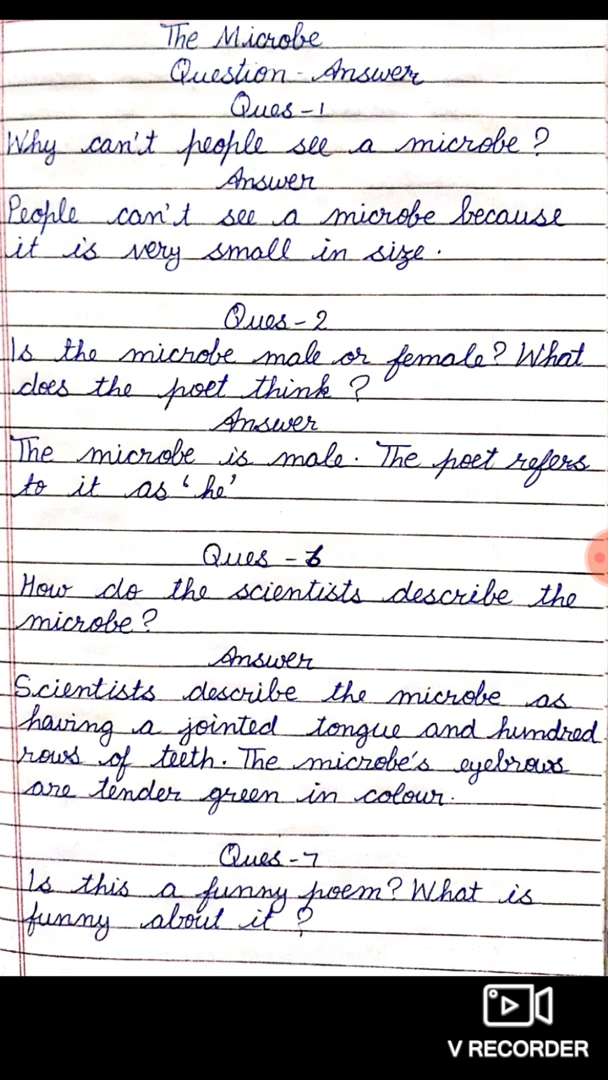 The Microbe
Question - Answer
Ques - 1
Why can't people see a microbe?
Answer
People can't see a microbe because
it is very small in size.
Ques - 2
Is the microbe male or female? What
does the poet think?
Answer
The microbe is male. The poet refers
to it as 'he'
Ques - 6
How do the scientists describe the
microbe?
Answer
Scientists describe the microbe as
having a jointed tongue and hundred
rows of teeth. The microbe's eyebrows
are tender green in colour.
Ques - 7
Is this a funny poem? What is
funny about it?
V RECORDER